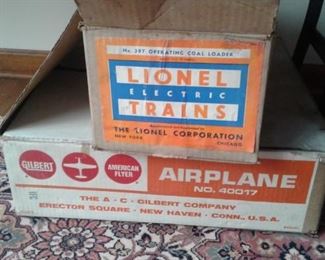 No. 397 OPERATING COAL LOADER
LIONEL
ELECTRIC
TRAINS
THE LIONEL CORPORATION
NEW YORK CHICAGO
GILBERT
AMERICAN
FLYER
AIRPLANE
NO. 40017
THE A - C - GILBERT COMPANY
ERECTOR SQUARE - NEW HAVEN - CONN., U.S.A.